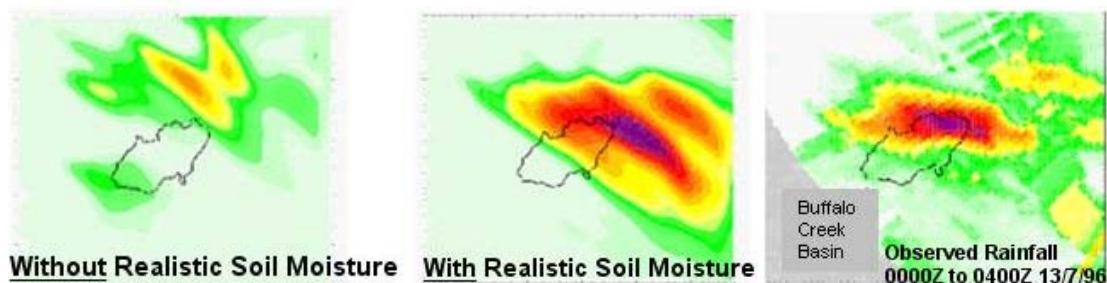 Without Realistic Soil Moisture
With Realistic Soil Moisture
Buffalo
Creek
Basin
Observed Rainfall
0000Z to 0400Z 13/7/96